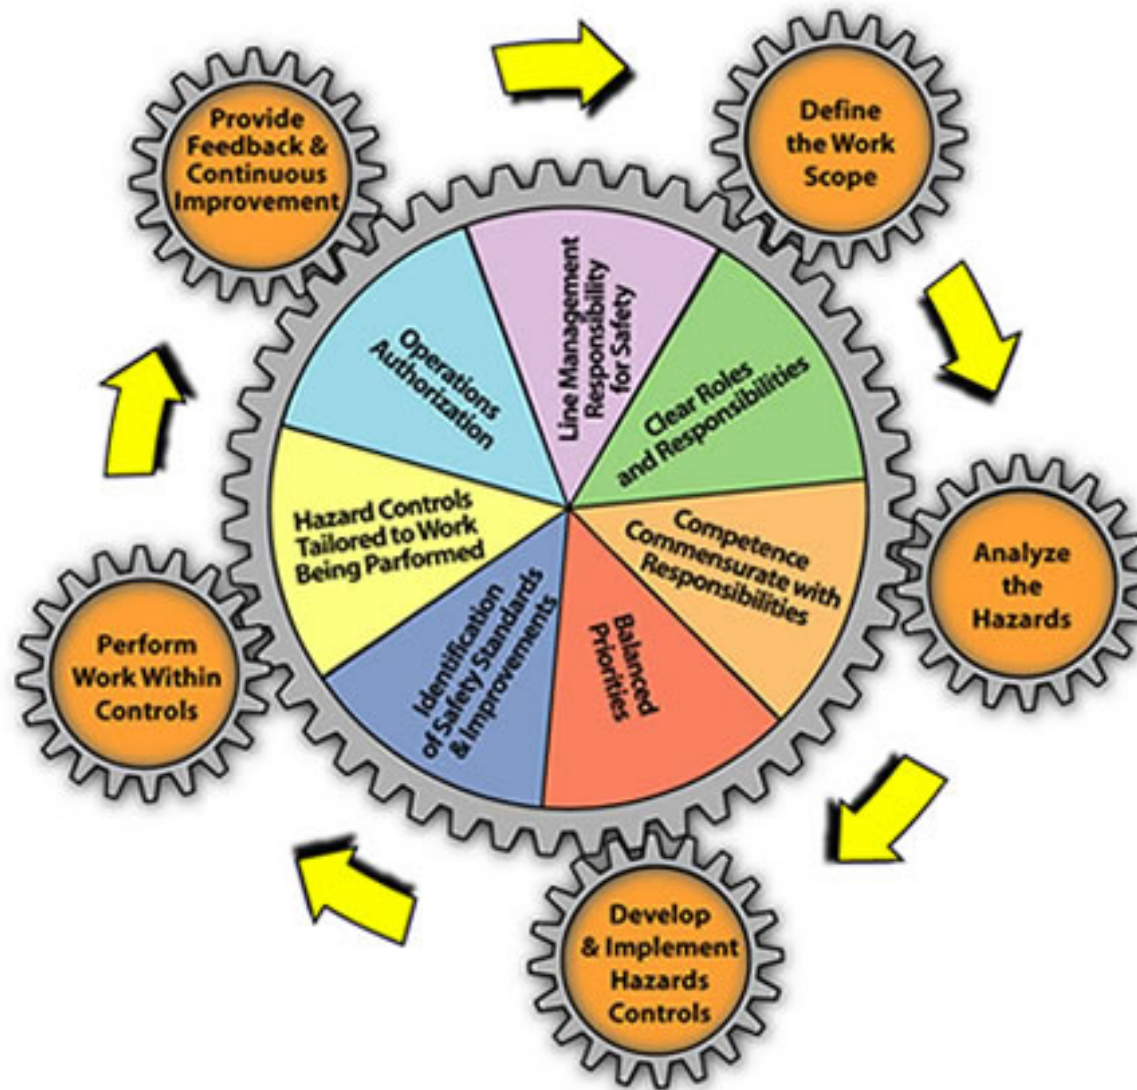 Provide
Feedback &
Continuous
Improvement
Define
the Work
Scope
Analyze
the
Hazards
Develop
& Implement
Hazards
Controls
Perform
Work Within
Controls
Line Management
Responsibility
for Safety
Clear Roles
and Responsibilities
Competence
Commensurate with
Responsibilities
Balanced
Priorities
Identification
of Safety Standards
& Improvements
Hazard Controls
Tailored to Work
Being Parformed
Operations
Authorization